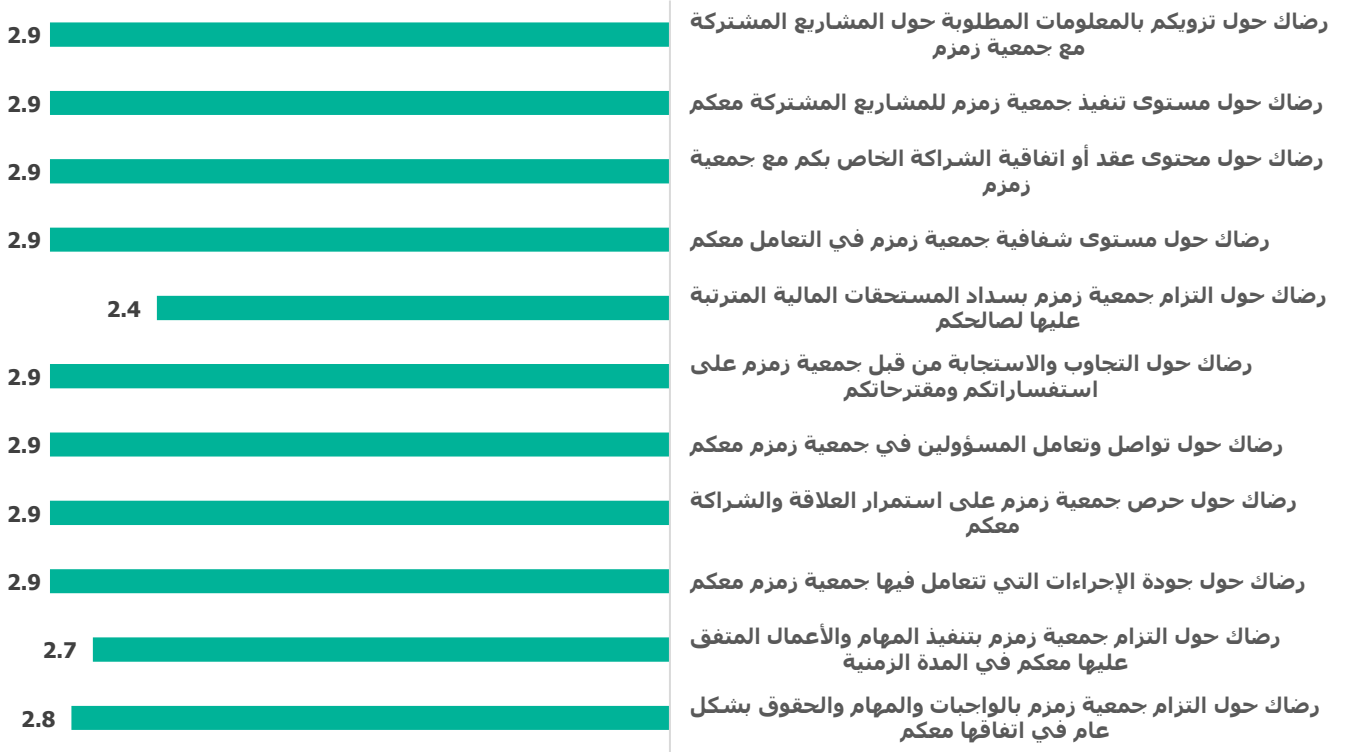 رضاك حول تزويكم بالمعلومات المطلوبة حول المشاريع المشتركة
مع جمعية زمزم
2.9
رضاك حول مستوى تنفيذ جمعية زمزم للمشاريع المشتركة معكم
2.9
رضاك حول محتوى عقد أو اتفاقية الشراكة الخاص بكم مع جمعية
زمزم
2.9
رضاك حول مستوى شفافية جمعية زمزم في التعامل معكم
2.9
رضاك حول التزام جمعية زمزم بسداد المستحقات المالية المترتبة
عليها لصالحكم
2.4
رضاك حول التجاوب والاستجابة من قبل جمعية زمزم على
استفساراتكم ومقترحاتكم
2.9
رضاك حول تواصل وتعامل المسؤولين في جمعية زمزم معكم
2.9
رضاك حول حرص جمعية زمزم على استمرار العلاقة والشراكة
معكم
2.9
رضاك حول جودة الإجراءات التي تتعامل فيها جمعية زمزم معكم
2.9
رضاك حول التزام جمعية زمزم بتنفيذ المهام والأعمال المتفق
عليها معكم في المدة الزمنية
2.7
رضاك حول التزام جمعية زمزم بالواجبات والمهام والحقوق بشكل
عام في اتفاقها معكم
2.8